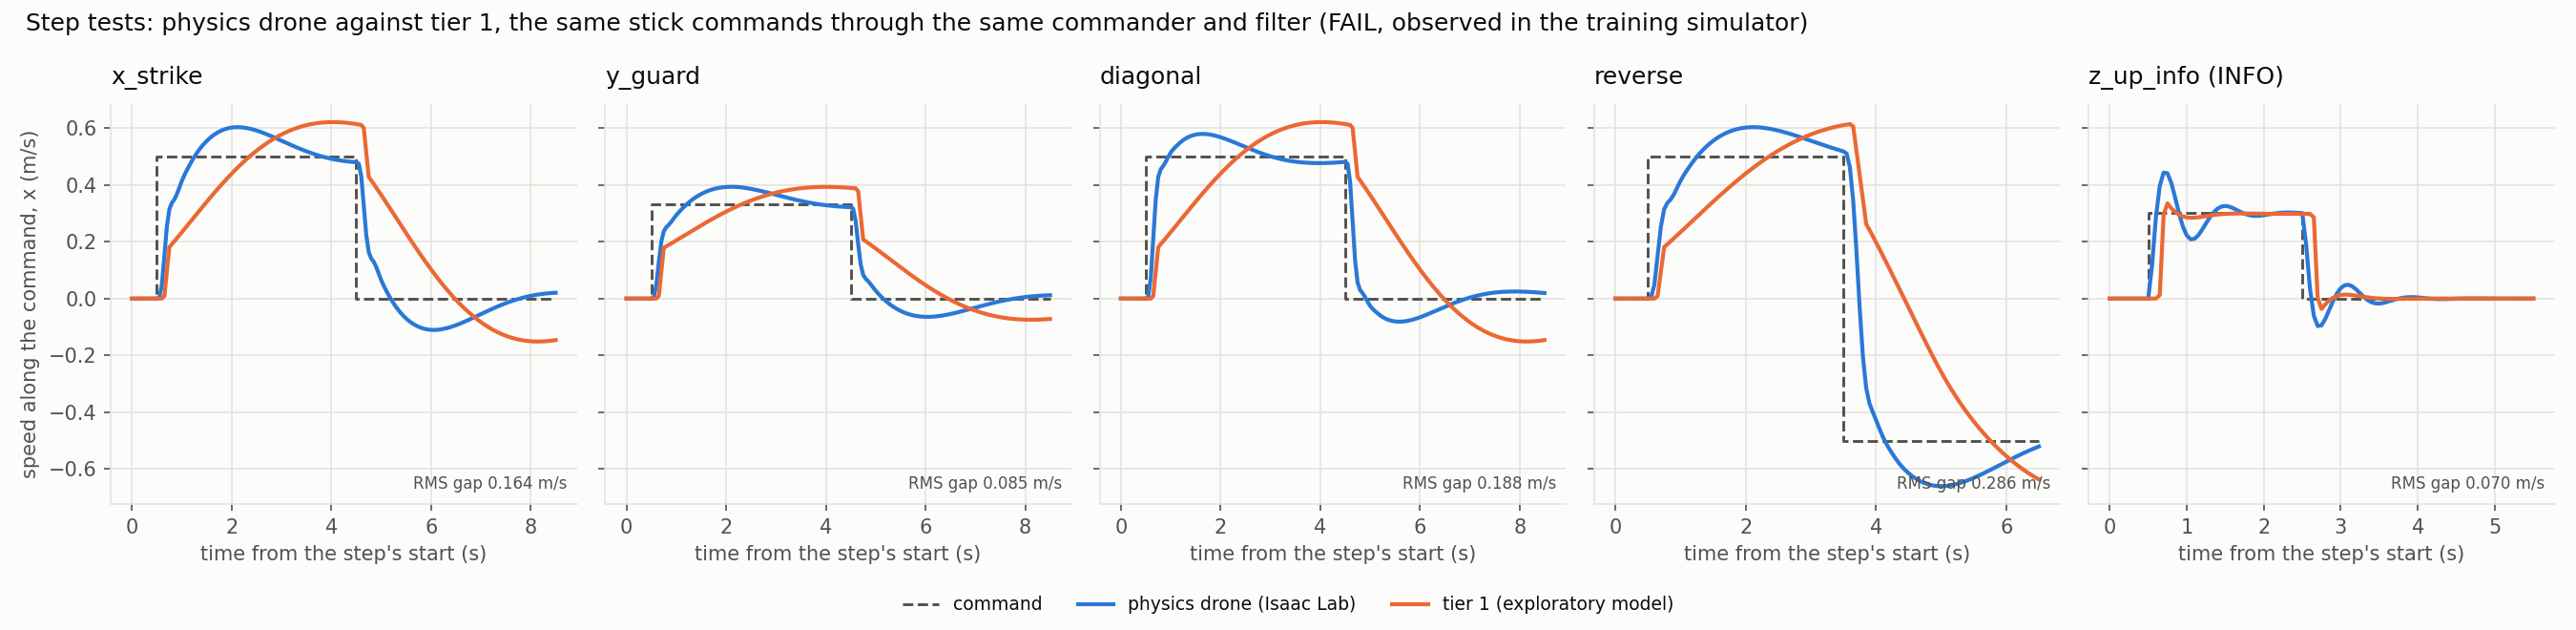 Step tests: physics drone against tier 1, the same stick commands through the same commander and filter (FAIL, observed in the training simulator)
x_strike
y_guard
diagonal
reverse
z_up_info (INFO)
speed along the command, x (m/s)
0.6
0.4
0.2
0.0
−0.2
−0.4
−0.6
RMS gap 0.164 m/s
RMS gap 0.085 m/s
RMS gap 0.188 m/s
RMS gap 0.286 m/s
RMS gap 0.070 m/s
0 2 4 6 8
0 2 4 6 8
0 2 4 6 8
0 2 4 6
0 1 2 3 4 5
time from the step's start (s)
time from the step's start (s)
time from the step's start (s)
time from the step's start (s)
time from the step's start (s)
command
physics drone (Isaac Lab)
tier 1 (exploratory model)